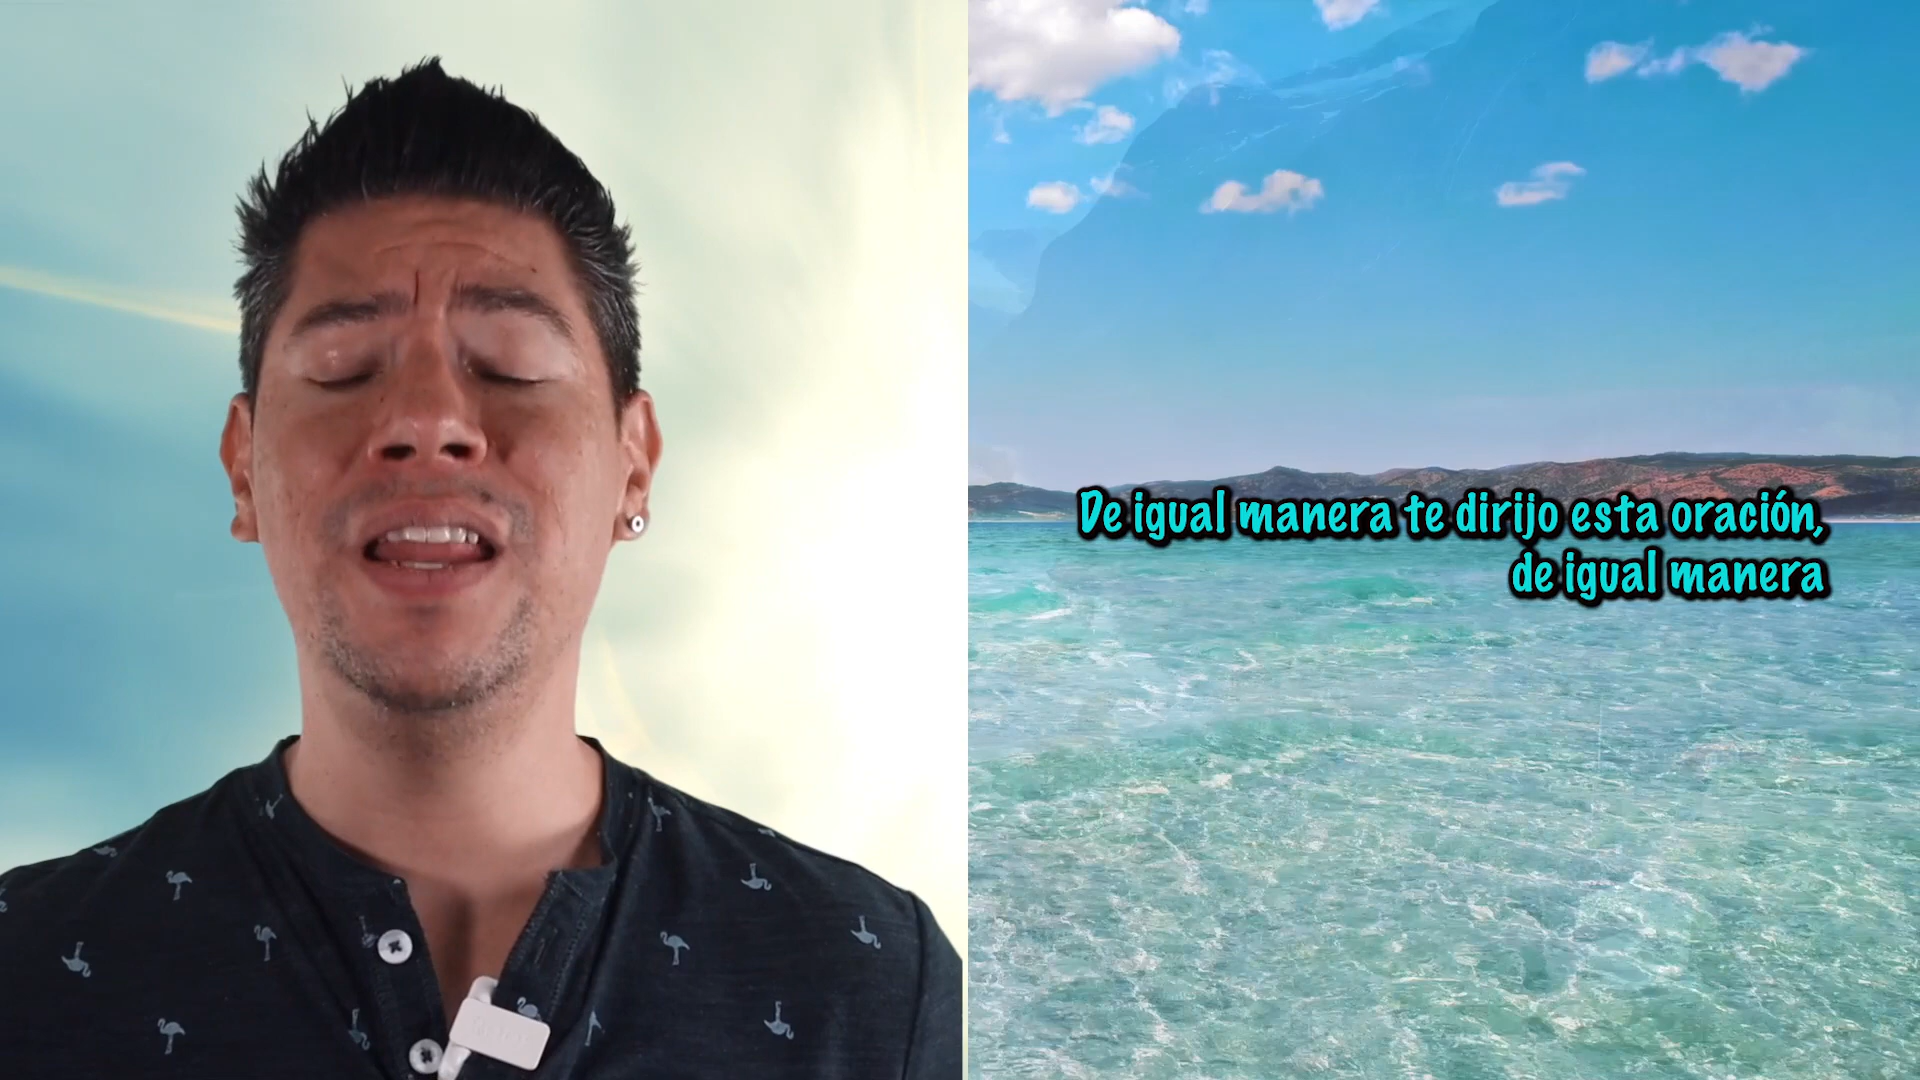 De igual manera te dirijo esta oración,
de igual manera